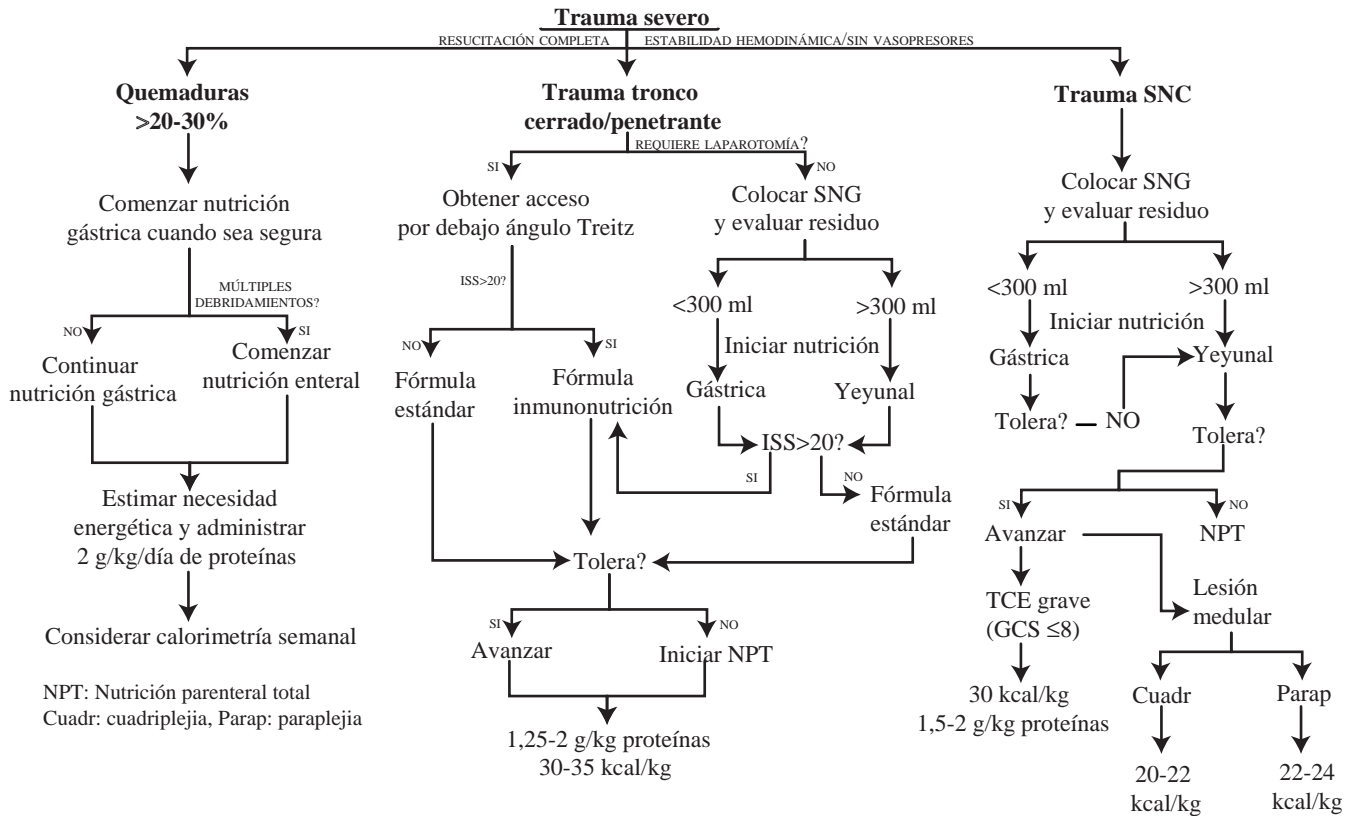 Trauma severo
RESUCITACIÓN COMPLETA
ESTABILIDAD HEMODINÁMICA/SIN VASOPRESORES
Quemaduras
>20-30%
Comenzar nutrición
gástrica cuando sea segura
MÚLTIPLES
DEBRIDAMIENTOS?
NO
SI
Continuar
nutrición gástrica
Comenzar
nutrición enteral
Estimar necesidad
energética y administrar
2 g/kg/día de proteínas
Considerar calorimetría semanal
NPT: Nutrición parenteral total
Cuadr: cuadriplejia, Parap: paraplejia
Trauma tronco
cerrado/penetrante
REQUIERE LAPAROTOMÍA?
SI
NO
Obtener acceso
por debajo ángulo Treitz
ISS>20?
NO
SI
Fórmula
estándar
Fórmula
inmunonutrición
Colocar SNG
y evaluar residuo
<300 ml
>300 ml
Iniciar nutrición
Gástrica
Yeyunal
ISS>20?
SI
NO
Fórmula
estándar
Tolera?
SI
NO
Avanzar
Iniciar NPT
1,25-2 g/kg proteínas
30-35 kcal/kg
Trauma SNC
Colocar SNG
y evaluar residuo
<300 ml
>300 ml
Iniciar nutrición
Gástrica
Yeyunal
Tolera?
NO
Tolera?
SI
NO
Avanzar
NPT
TCE grave
(GCS ≤8)
Lesión
medular
30 kcal/kg
1,5-2 g/kg proteínas
Cuadr
Parap
20-22
kcal/kg
22-24
kcal/kg